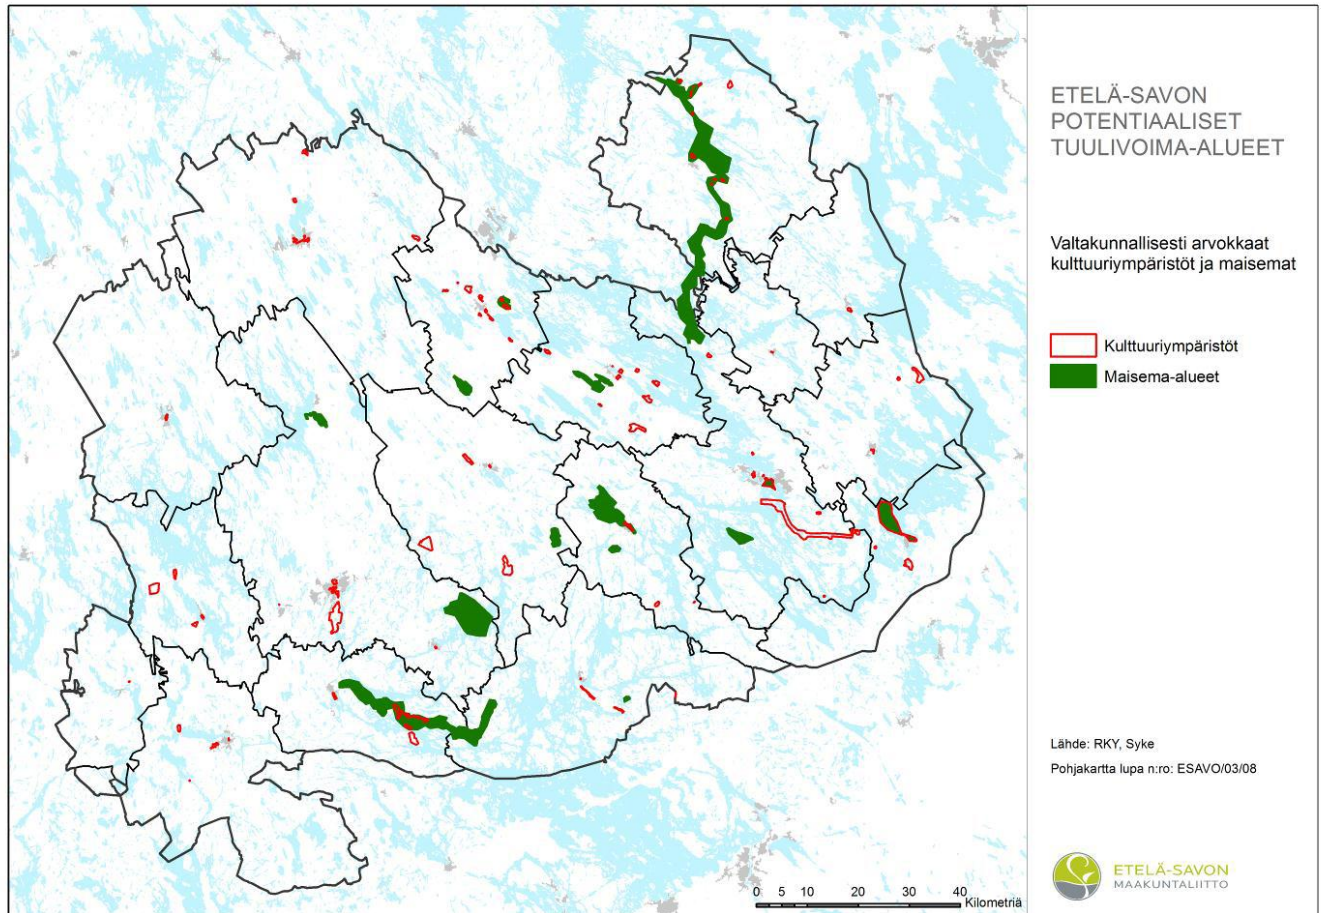 ETELÄ-SAVON
POTENTIAALISET
TUULIVOIMA-ALUEET
Valtakunnallisesti arvokkaat
kulttuuriympäristöt ja maisemat
Kulttuuriympäristöt
Maisema-alueet
Lähde: RKY, Syke
Pohjakartta lupa n:ro: ESAVO/03/08
0 5 10 20 30 40
Kilometriä
ETELÄ-SAVON
MAAKUNTALIITTO